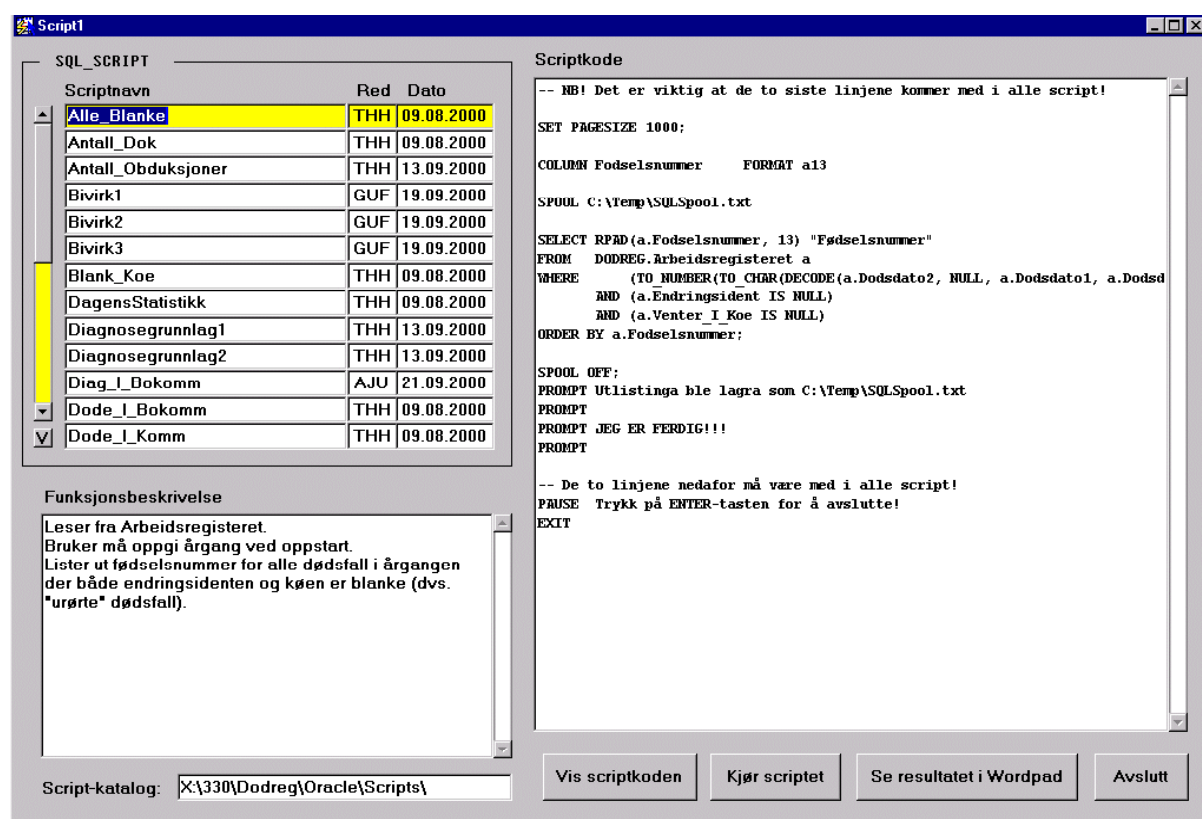 Script1
SQL_SCRIPT
Scriptnavn Red Dato
Alle_Blanke THH 09.08.2000
Antall_Dok THH 09.08.2000
Antall_Obduksjoner THH 13.09.2000
Bivirk1 GUF 19.09.2000
Bivirk2 GUF 19.09.2000
Bivirk3 GUF 19.09.2000
Blank_Koe THH 09.08.2000
DagensStatistikk THH 09.08.2000
Diagnosegrunnlag1 THH 13.09.2000
Diagnosegrunnlag2 THH 13.09.2000
Diag_I_Bokomm AJU 21.09.2000
Dode_I_Bokomm THH 09.08.2000
V Dode_I_Komm THH 09.08.2000
Funksjonsbeskrivelse
Leser fra Arbeidsregisteret.
Bruker må oppgi årgang ved oppstart.
Lister ut fødselsnummer for alle dødsfall i årgangen
der både endringsidenten og køen er blanke (dvs.
"urørte" dødsfall).
Script-katalog: X:\330\Dodreg\Oracle\Scripts\
Scriptkode
-- NB! Det er viktig at de to siste linjene kommer med i alle script!
SET PAGESIZE 1000;
COLUMN Fodselsnummer FORMAT a13
SPOOL C:\Temp\SQLSpool.txt
SELECT RPAD(a.Fodselsnummer, 13) "Fødselsnummer"
FROM DODREG.Arbeidsregisteret a
WHERE (TO_NUMBER(TO_CHAR(DECODE(a.Dodsdato2, NULL, a.Dodsdato1, a.Dodsd
AND (a.Endringsident IS NULL)
AND (a.Venter_I_Koe IS NULL)
ORDER BY a.Fodselsnummer;
SPOOL OFF;
PROMPT Utlistinga ble lagra som C:\Temp\SQLSpool.txt
PROMPT
PROMPT JEG ER FERDIG!!!
PROMPT
-- De to linjene nedafor må være med i alle script!
PAUSE Trykk på ENTER-tasten for å avslutte!
EXIT
Vis scriptkoden Kjør scriptet Se resultatet i Wordpad Avslutt